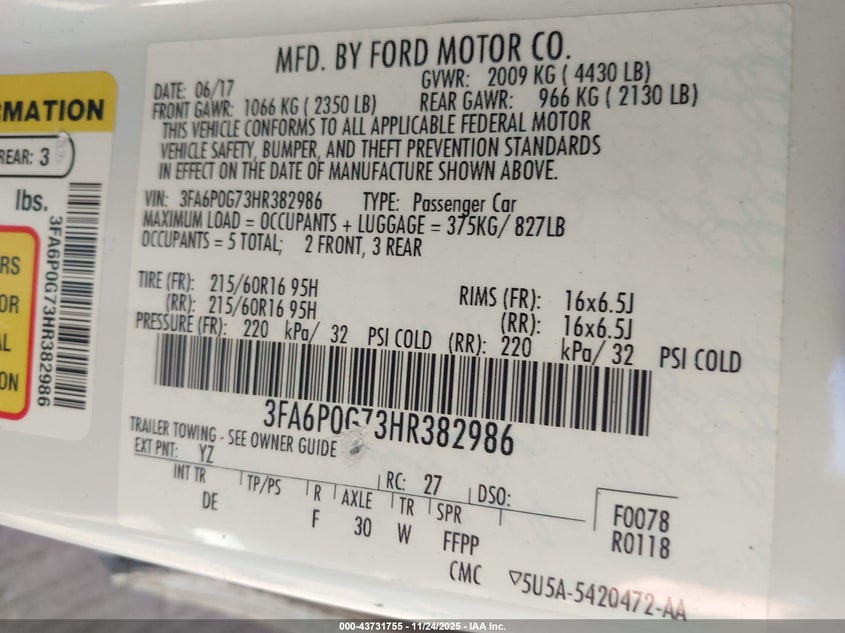 MFD. BY FORD MOTOR CO.
DATE: 06/17 GVWR: 2009 KG ( 4430 LB)
FRONT GAWR: 1066 KG ( 2350 LB) REAR GAWR: 966 KG ( 2130 LB)
THIS VEHICLE CONFORMS TO ALL APPLICABLE FEDERAL MOTOR
VEHICLE SAFETY, BUMPER, AND THEFT PREVENTION STANDARDS
IN EFFECT ON THE DATE OF MANUFACTURE SHOWN ABOVE.
VIN: 3FA6P0G73HR382986 TYPE: Passenger Car
MAXIMUM LOAD = OCCUPANTS + LUGGAGE = 375KG/ 827LB
OCCUPANTS = 5 TOTAL; 2 FRONT, 3 REAR
TIRE (FR): 215/60R16 95H RIMS (FR): 16x6.5J
(RR): 215/60R16 95H (RR): 16x6.5J
PRESSURE (FR): 220 kPa/ 32 PSI COLD (RR): 220 kPa/ 32 PSI COLD
3FA6P0G73HR382986
TRAILER TOWING - SEE OWNER GUIDE
EXT PNT: YZ RC: 27 DSO:
INT TR TP/PS R AXLE TR SPR F0078
DE F 30 W FFPP R0118
CMC ▽5U5A-5420472-AA
RMATION
REAR: 3
lbs.
3FA6P0G73HR382986
RS
OR
AL
ON
000-43731755 - 11/24/2025 - IAA Inc.